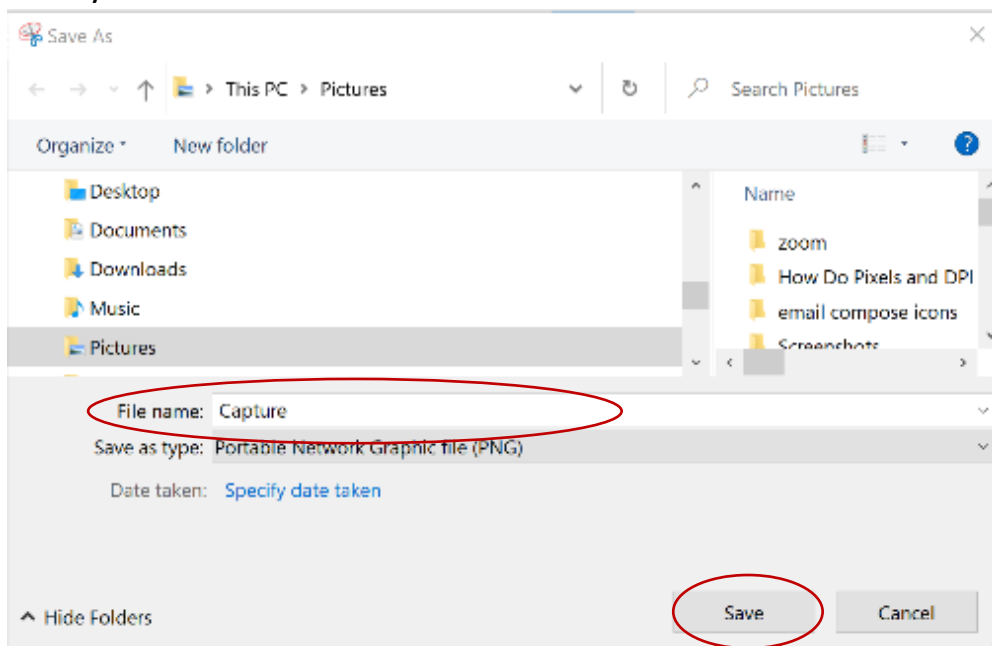 Save As
This PC > Pictures
Search Pictures
Organize
New folder
Desktop
Documents
Downloads
Music
Pictures
Name
zoom
How Do Pixels and DPI
email compose icons
Screenshots
File name: Capture
Save as type: Portable Network Graphic file (PNG)
Date taken: Specify date taken
Hide Folders
Save
Cancel